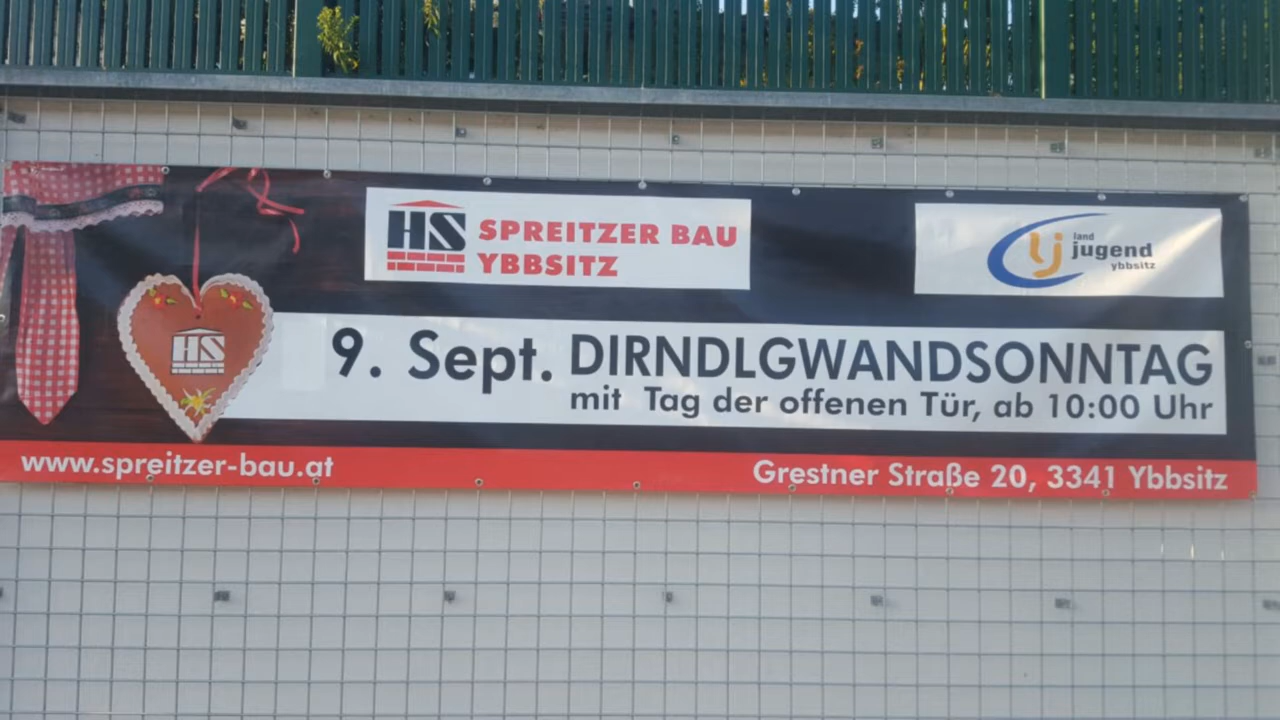 HS SPREITZER BAU
YBBSITZ
land
jugend
ybbsitz
HS
9. Sept. DIRNDLGWANDSONNTAG
mit Tag der offenen Tür, ab 10:00 Uhr
www.spreitzer-bau.at
Grestner Straße 20, 3341 Ybbsitz